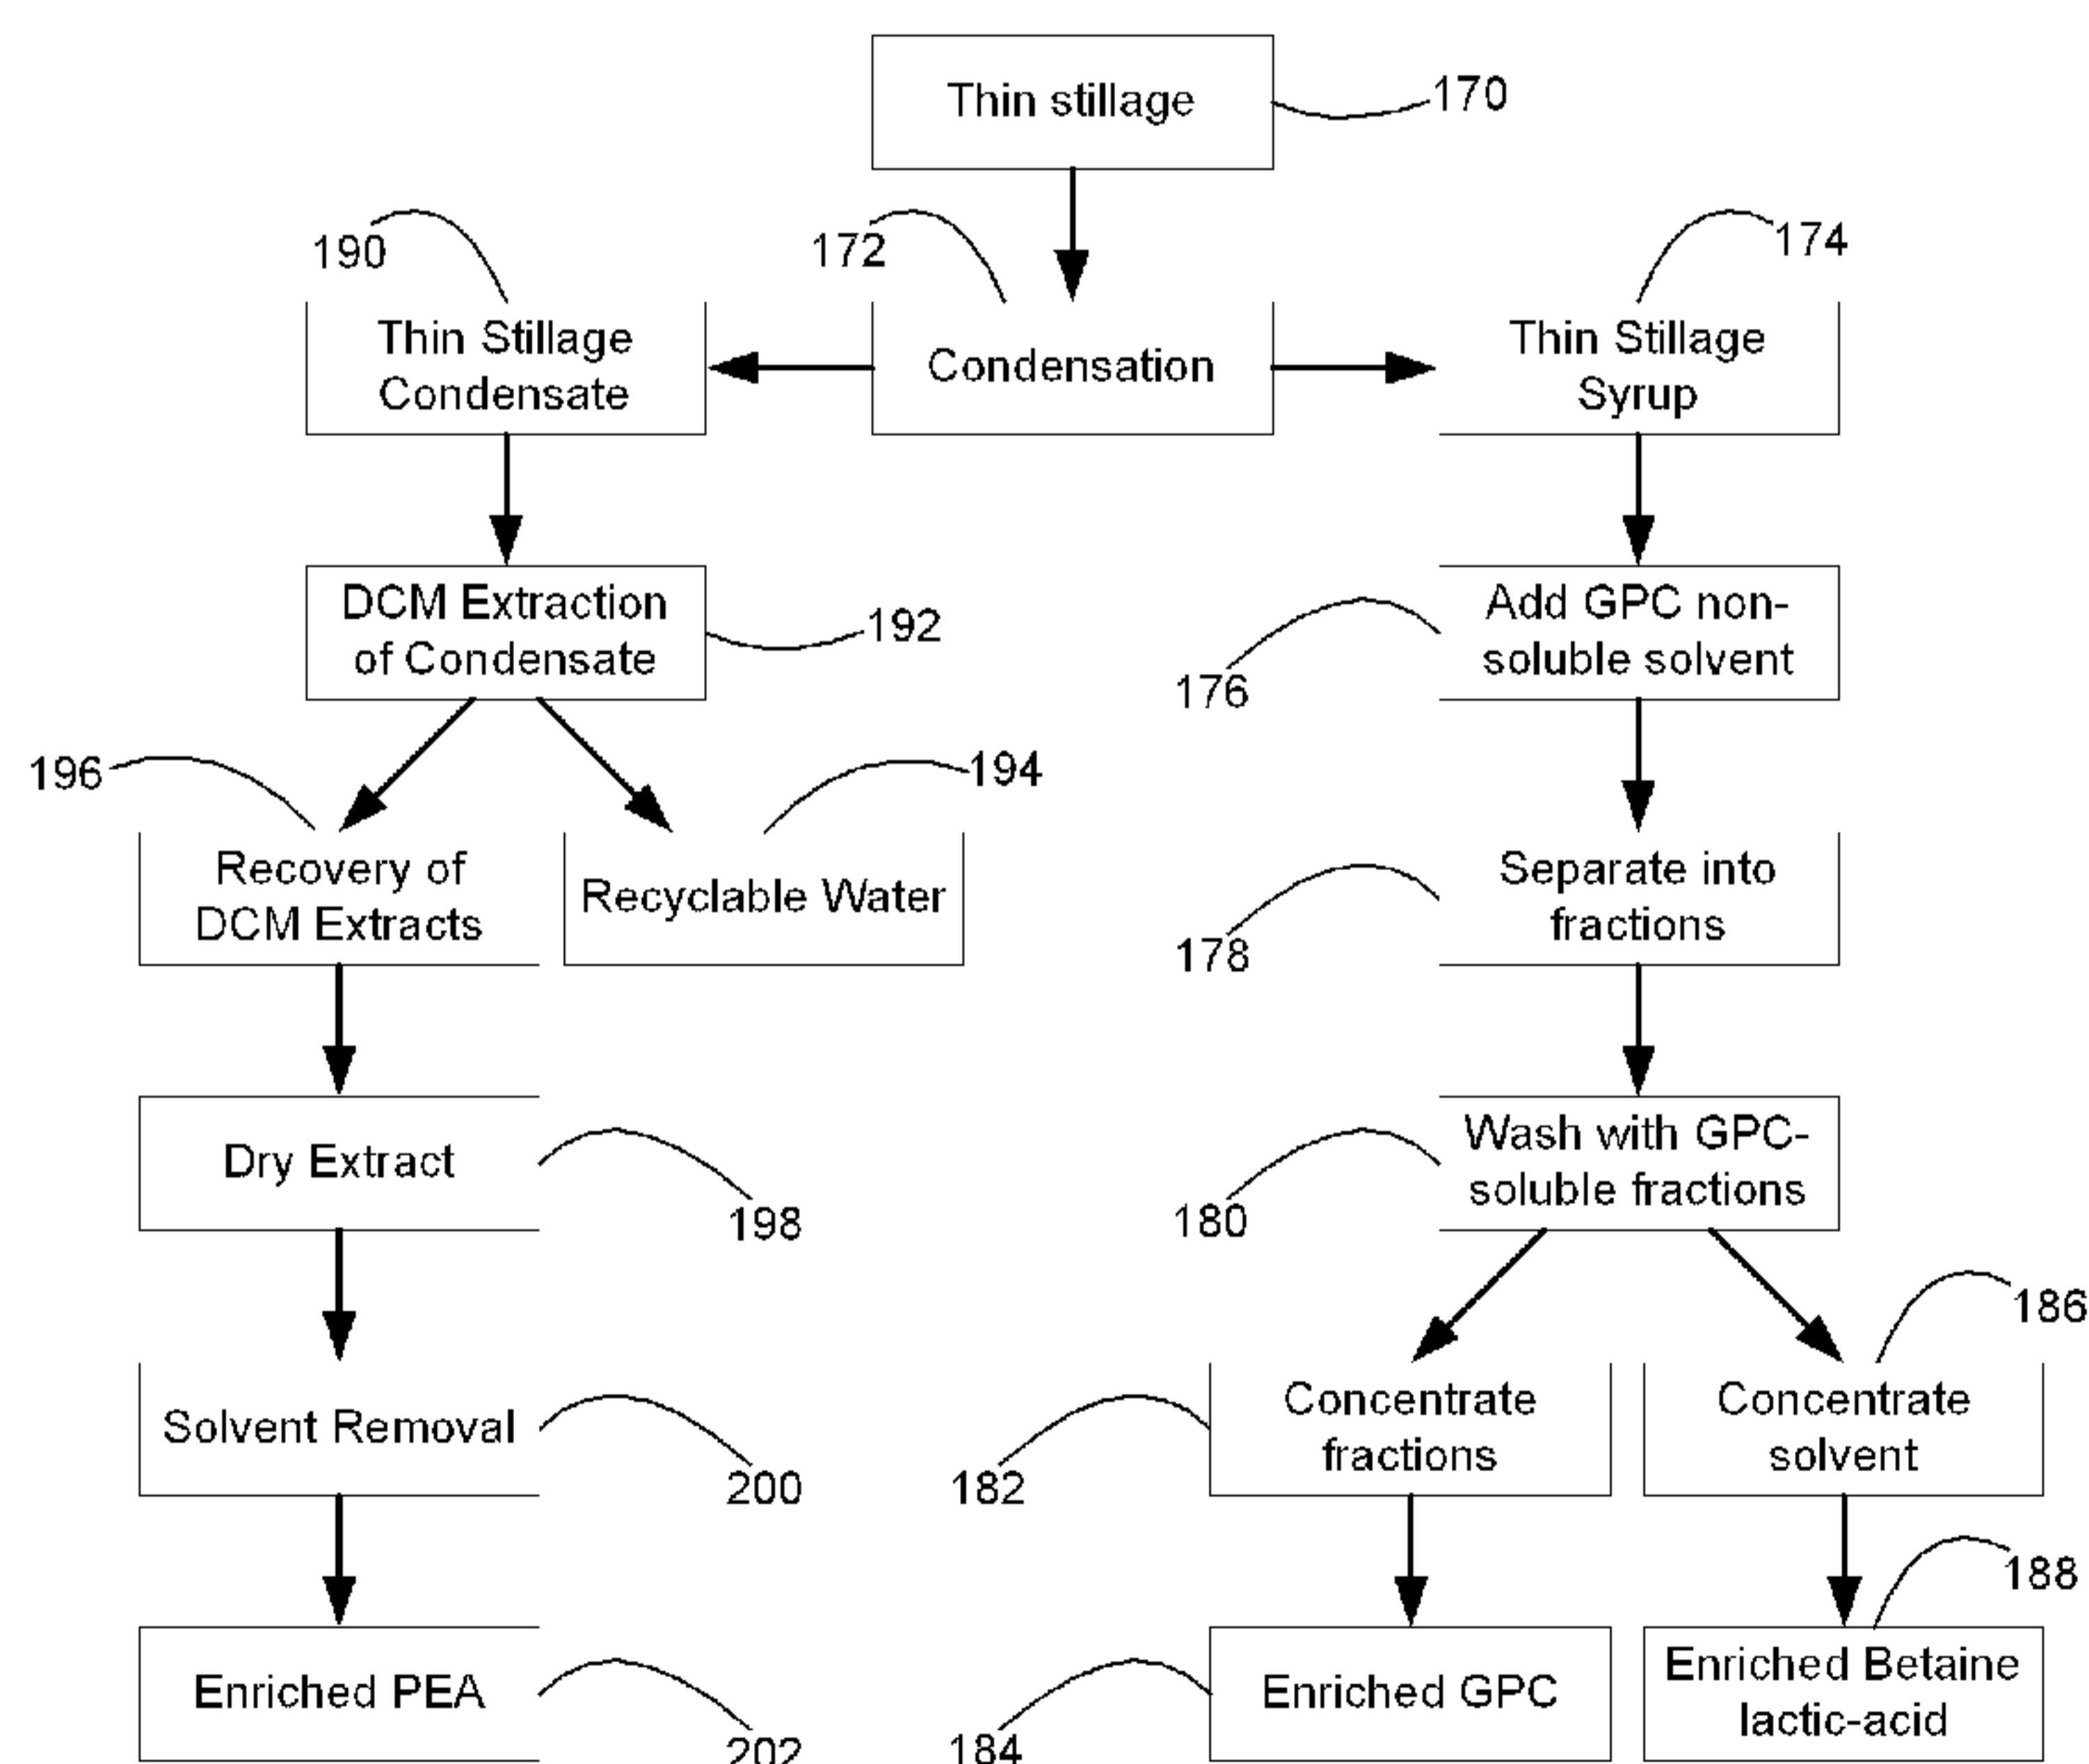 Thin stillage
170
190
172
174
Thin Stillage
Condensate
Condensation
Thin Stillage
Syrup
DCM Extraction
of Condensate
192
Add GPC non-
soluble solvent
176
196
194
Recovery of
DCM Extracts
Recyclable Water
Separate into
fractions
178
Dry Extract
198
Wash with GPC-
soluble fractions
180
186
Solvent Removal
200
182
Concentrate
fractions
Concentrate
solvent
188
Enriched PEA
202
184
Enriched GPC
Enriched Betaine
lactic-acid